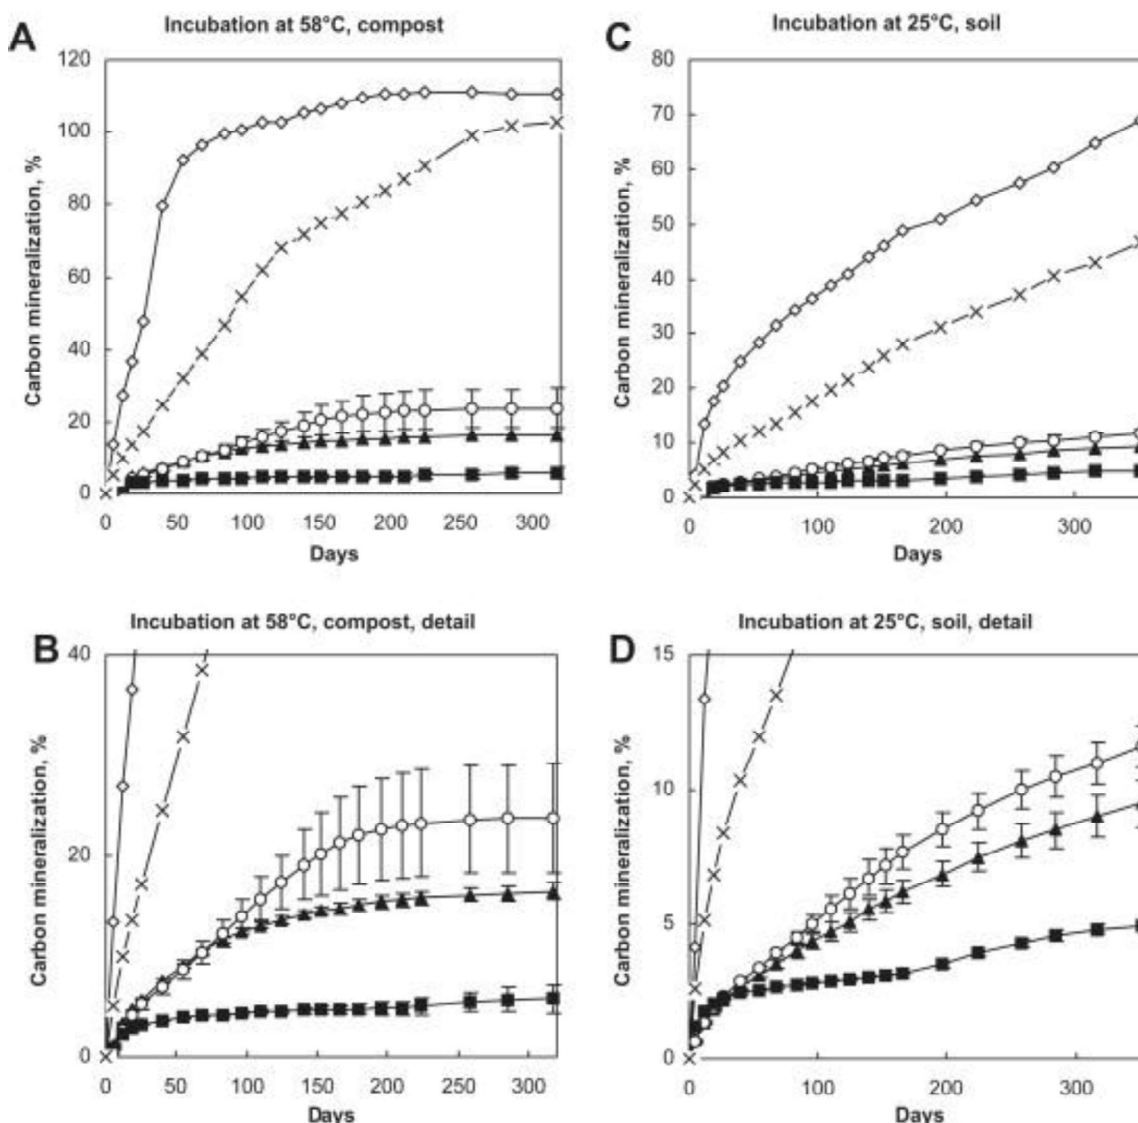 A
Incubation at 58°C, compost
Carbon mineralization, %
120
100
80
60
40
20
0
0 50 100 150 200 250 300
Days
C
Incubation at 25°C, soil
Carbon mineralization, %
80
70
60
50
40
30
20
10
0
0 100 200 300
Days
B
Incubation at 58°C, compost, detail
Carbon mineralization, %
40
20
0
0 50 100 150 200 250 300
Days
D
Incubation at 25°C, soil, detail
Carbon mineralization, %
15
10
5
0
0 100 200 300
Days